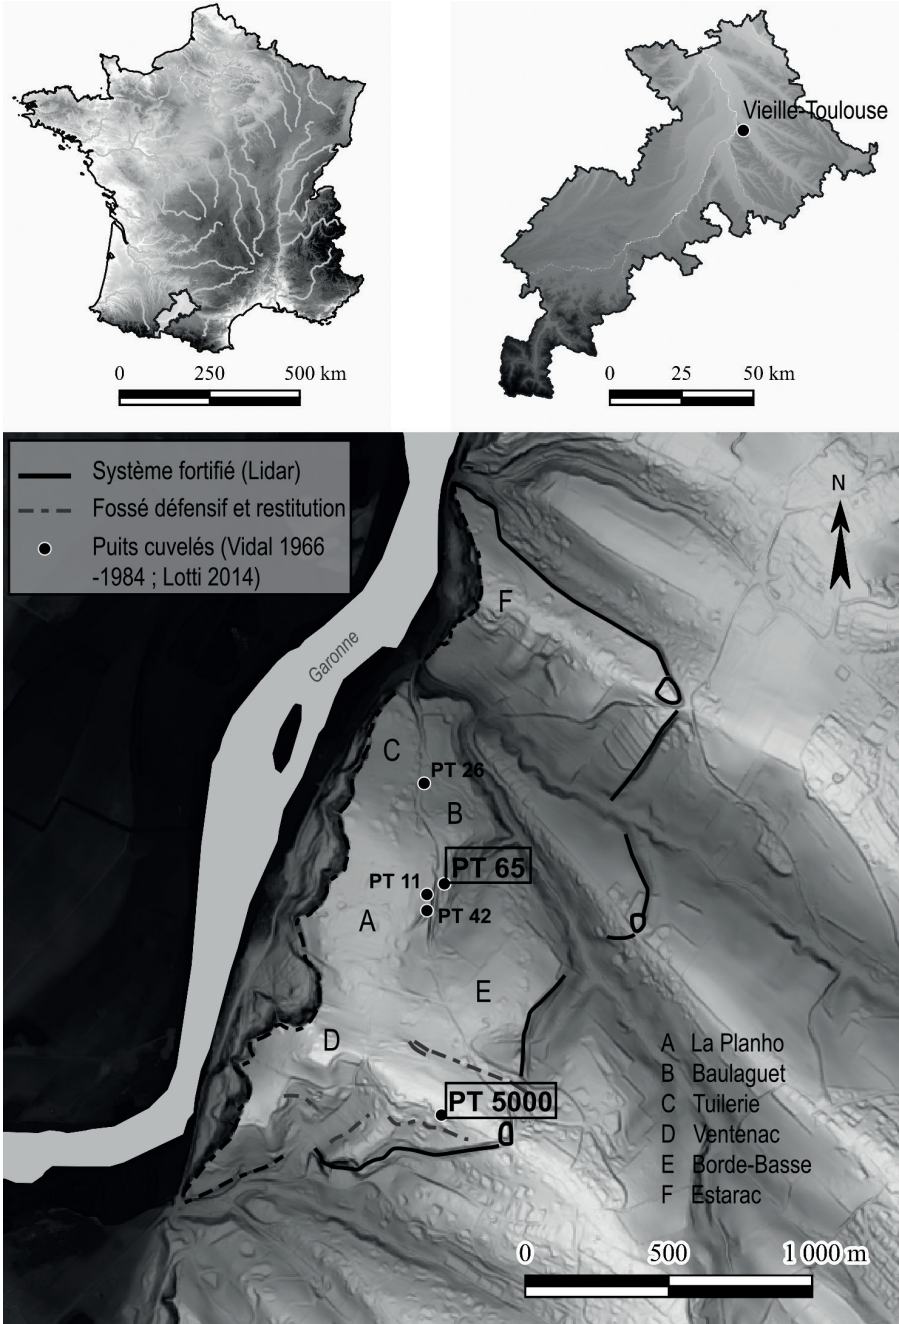 Vieille-Toulouse
0 250 500 km
0 25 50 km
Système fortifié (Lidar)
Fossé défensif et restitution
Puits cuvelés (Vidal 1966
-1984 ; Lotti 2014)
N
Garonne
F
C
PT 26
B
PT 65
PT 11
PT 42
A
E
D
PT 5000
A La Planho
B Baulaguet
C Tuilerie
D Ventenac
E Borde-Basse
F Estarac
0 500 1 000 m